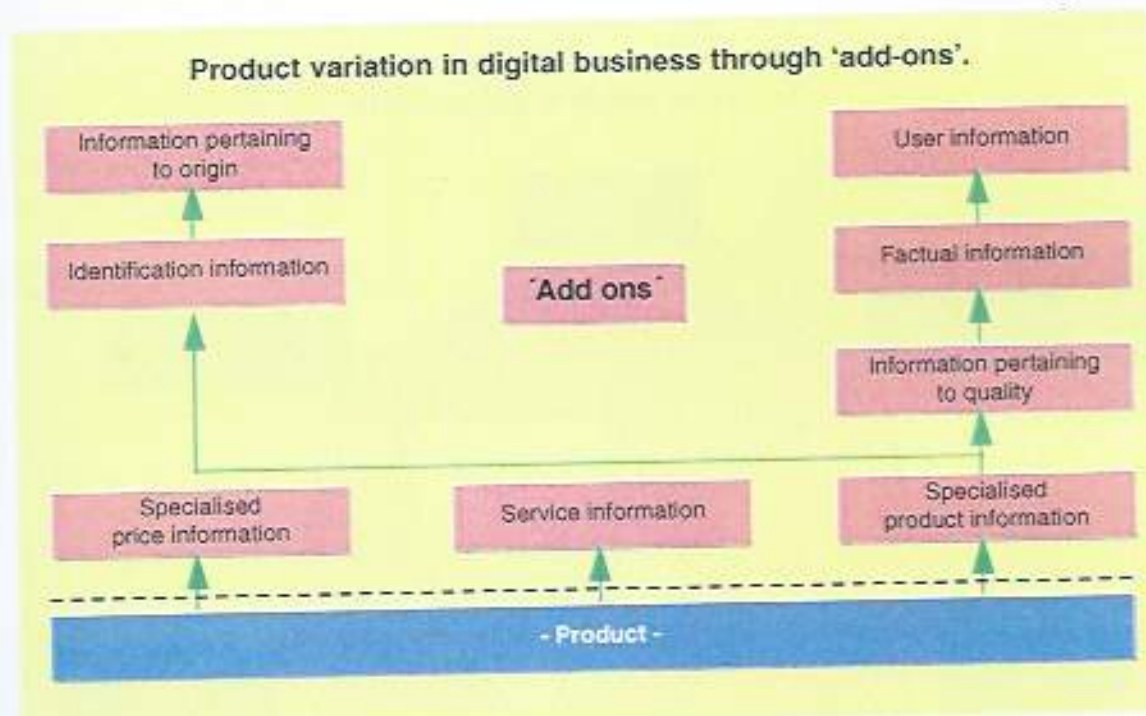 Product variation in digital business through ‘add-ons’.
Information pertaining
to origin
User information
Identification information
Factual information
´Add ons´
Information pertaining
to quality
Specialised
price information
Service information
Specialised
product information
- Product -